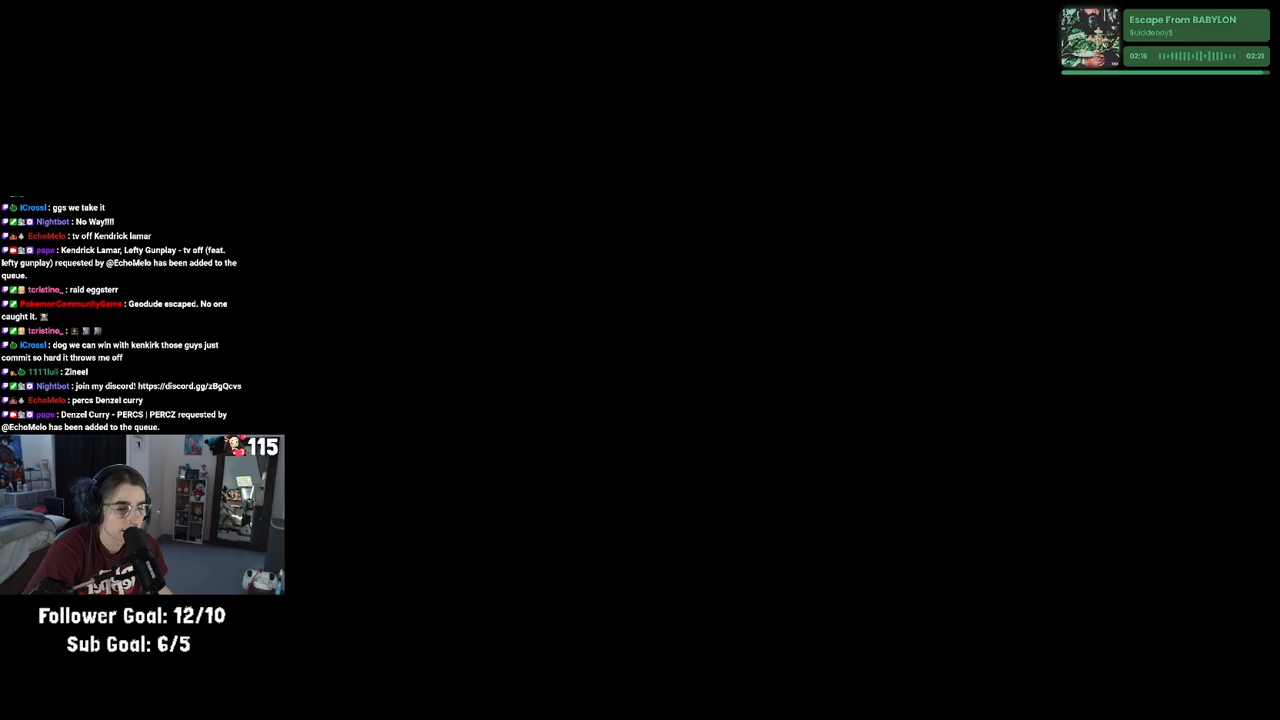 Escape From BABYLON
$uicideboy$
02:16
02:21
ICrossI : ggs we take it
Nightbot : No Way!!!!
EchoMelo : tv off Kendrick lamar
paps : Kendrick Lamar, Lefty Gunplay - tv off (feat.
lefty gunplay) requested by @EchoMelo has been added to the
queue.
tcristino_ : raid eggsterr
PokemonCommunityGame : Geodude escaped. No one
caught it.
tcristino_ :
ICrossI : dog we can win with kenkirk those guys just
commit so hard it throws me off
1111luii : Zineel
Nightbot : join my discord! https://discord.gg/zBgQcvs
EchoMelo : percs Denzel curry
paps : Denzel Curry - PERCS | PERCZ requested by
@EchoMelo has been added to the queue.
115
Follower Goal: 12/10
Sub Goal: 6/5